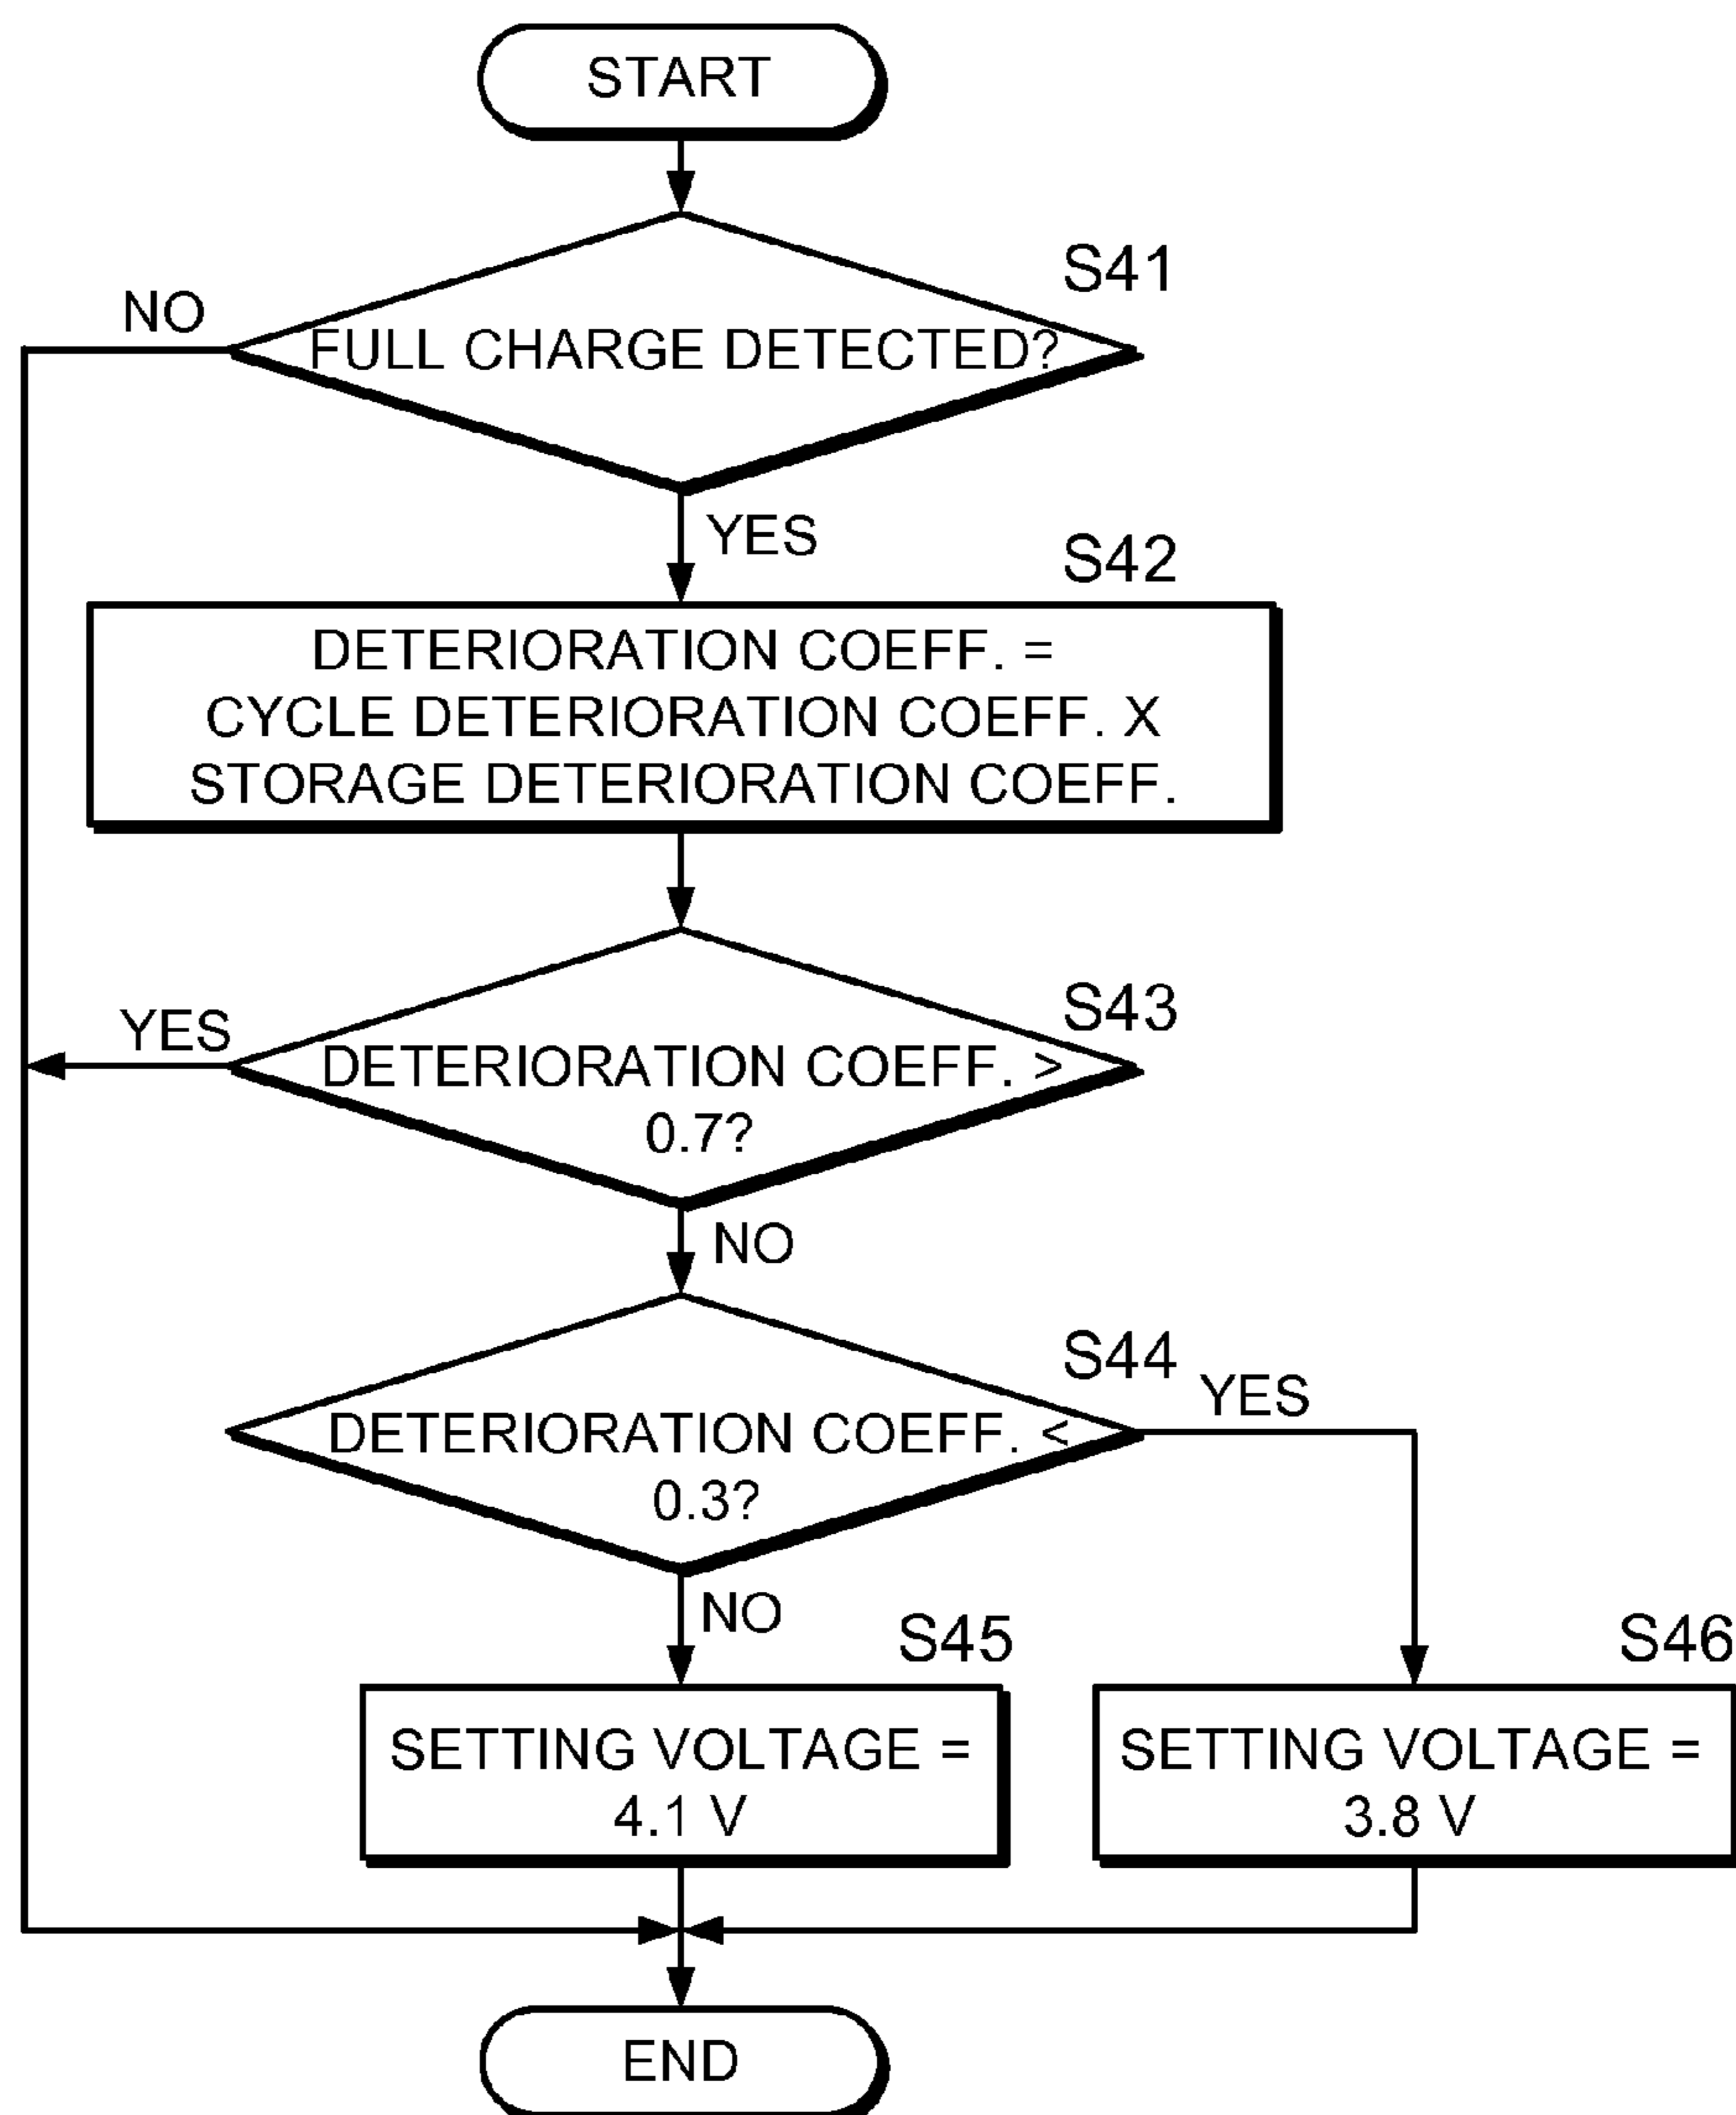 START
S41
NO
FULL CHARGE DETECTED?
YES
S42
DETERIORATION COEFF. =
CYCLE DETERIORATION COEFF. X
STORAGE DETERIORATION COEFF.
S43
YES
DETERIORATION COEFF. >
0.7?
NO
S44
YES
DETERIORATION COEFF. <
0.3?
NO
S45
S46
SETTING VOLTAGE =
4.1 V
SETTING VOLTAGE =
3.8 V
END